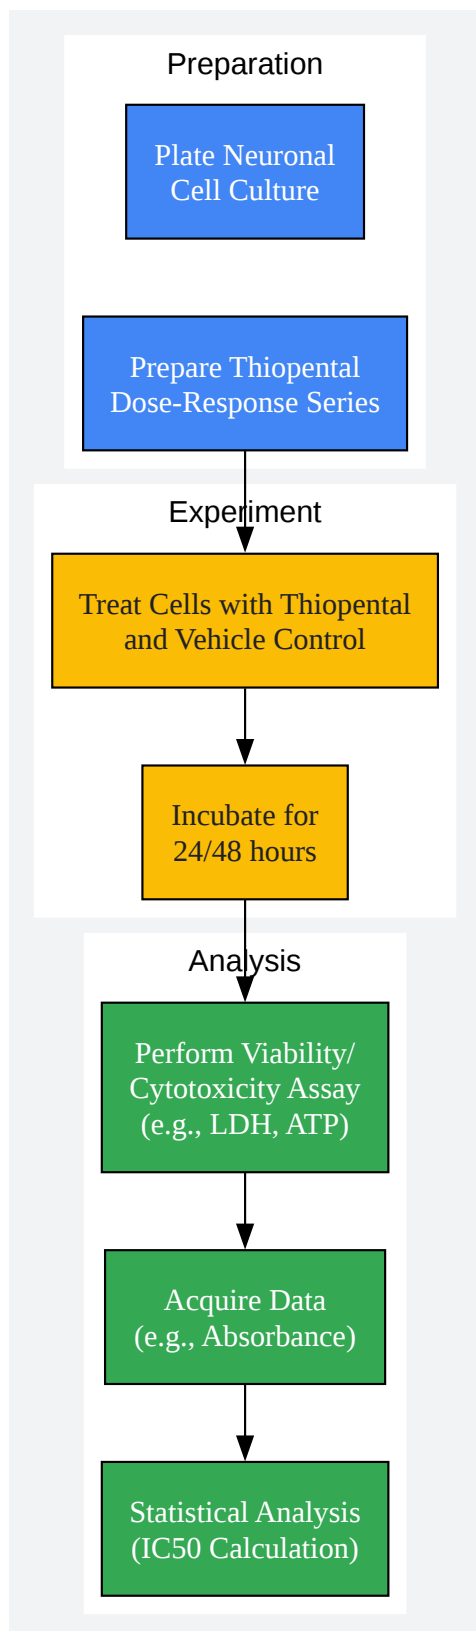 Preparation
Plate Neuronal
Cell Culture
Prepare Thiopental
Dose-Response Series
Experiment
Treat Cells with Thiopental
and Vehicle Control
Incubate for
24/48 hours
Analysis
Perform Viability/
Cytotoxicity Assay
(e.g., LDH, ATP)
Acquire Data
(e.g., Absorbance)
Statistical Analysis
(IC50 Calculation)